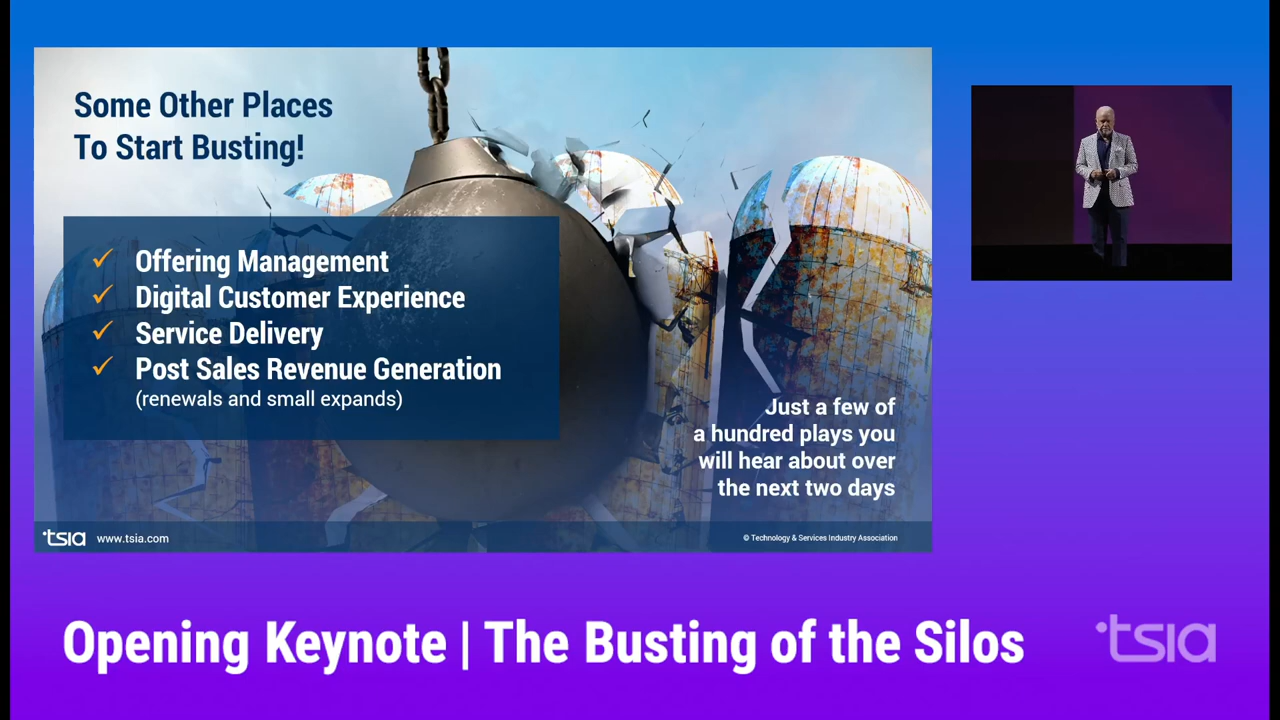 Some Other Places
To Start Busting!
✓ Offering Management
✓ Digital Customer Experience
✓ Service Delivery
✓ Post Sales Revenue Generation
(renewals and small expands)
Just a few of
a hundred plays you
will hear about over
the next two days
tsia www.tsia.com
© Technology & Services Industry Association
Opening Keynote | The Busting of the Silos
tsia